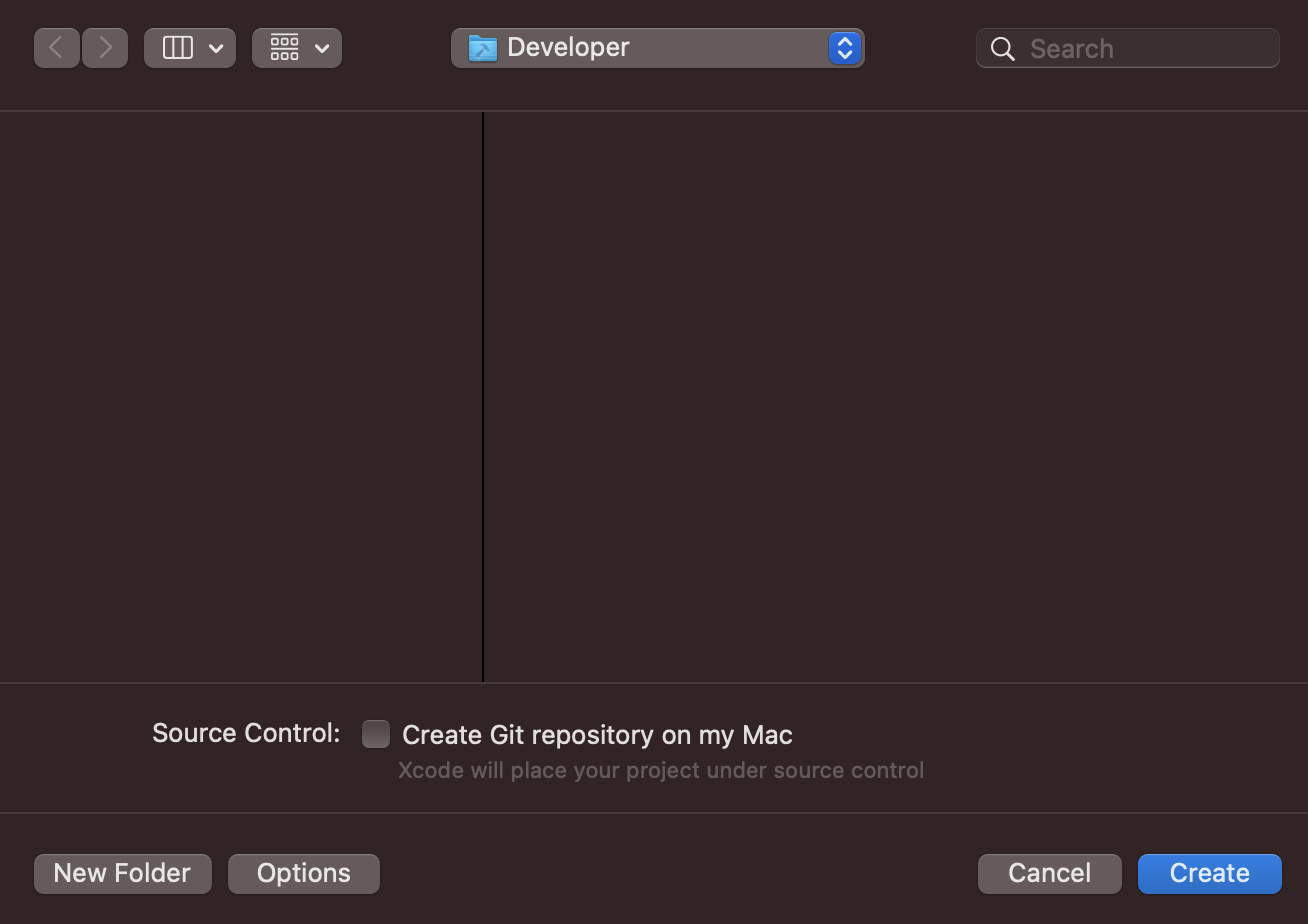 Developer
Search
Source Control:
Create Git repository on my Mac
Xcode will place your project under source control
New Folder
Options
Cancel
Create